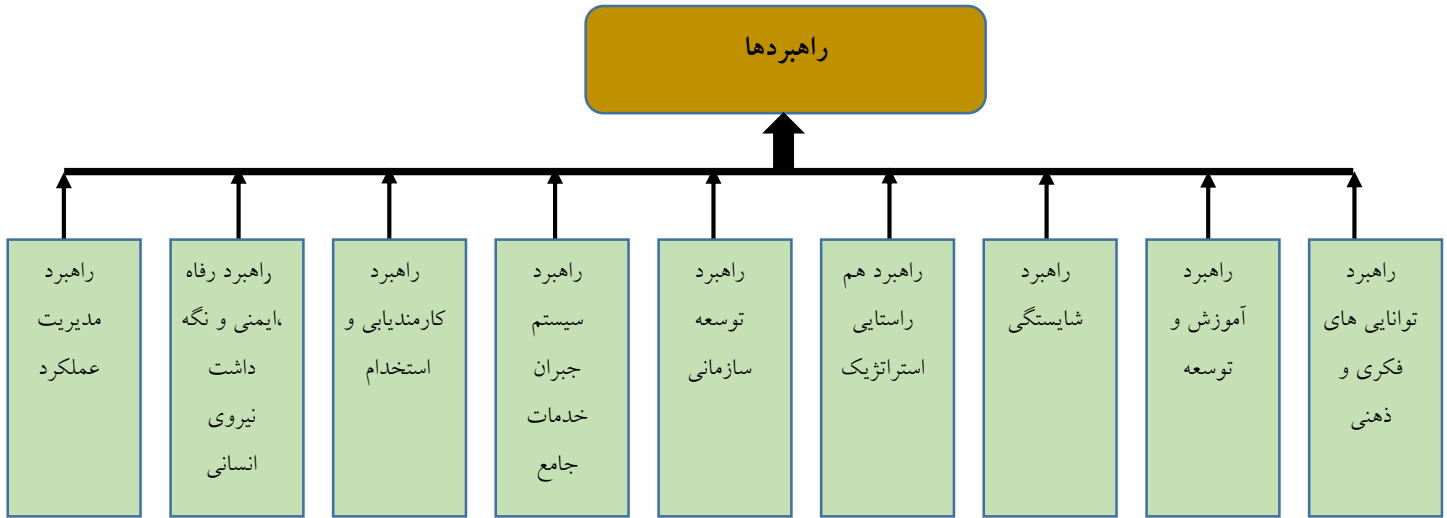 راهبردها
راهبرد
توانایی های
فکری و
ذهنی
راهبرد
آموزش و
توسعه
راهبرد
شایستگی
راهبرد هم
راستایی
استراتژیک
راهبرد
توسعه
سازمانی
راهبرد
سیستم
جبران
خدمات
جامع
راهبرد
کارمندیابی و
استخدام
راهبرد رفاه
،ایمنی و نگه
داشت
نیروی
انسانی
راهبرد
مدیریت
عملکرد